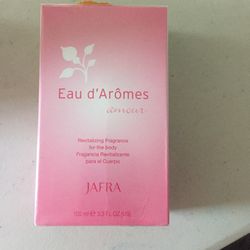 Eau d'Arômes
amour
Revitalizing Fragrance
for the body
Fragancia Revitalizante
para el Cuerpo
JAFRA
100 ml e 3.3 FL.OZ.(US)